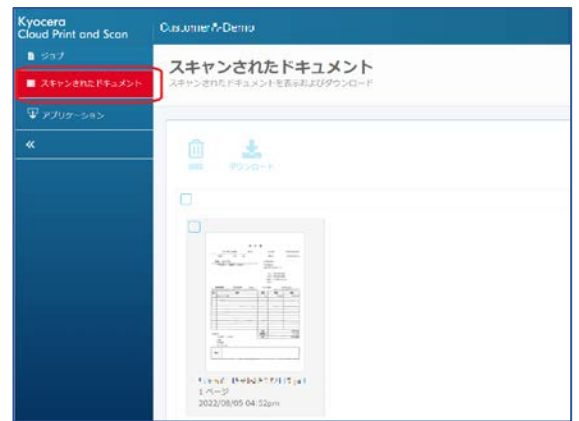 Kyocera
Cloud Print and Scan
CustomerA-Demo
ジョブ
スキャンされたドキュメント
アプリケーション
«
スキャンされたドキュメント
スキャンされたドキュメントを表示およびダウンロード
削除
ダウンロード
1 ページ
2022/08/05 04:52pm